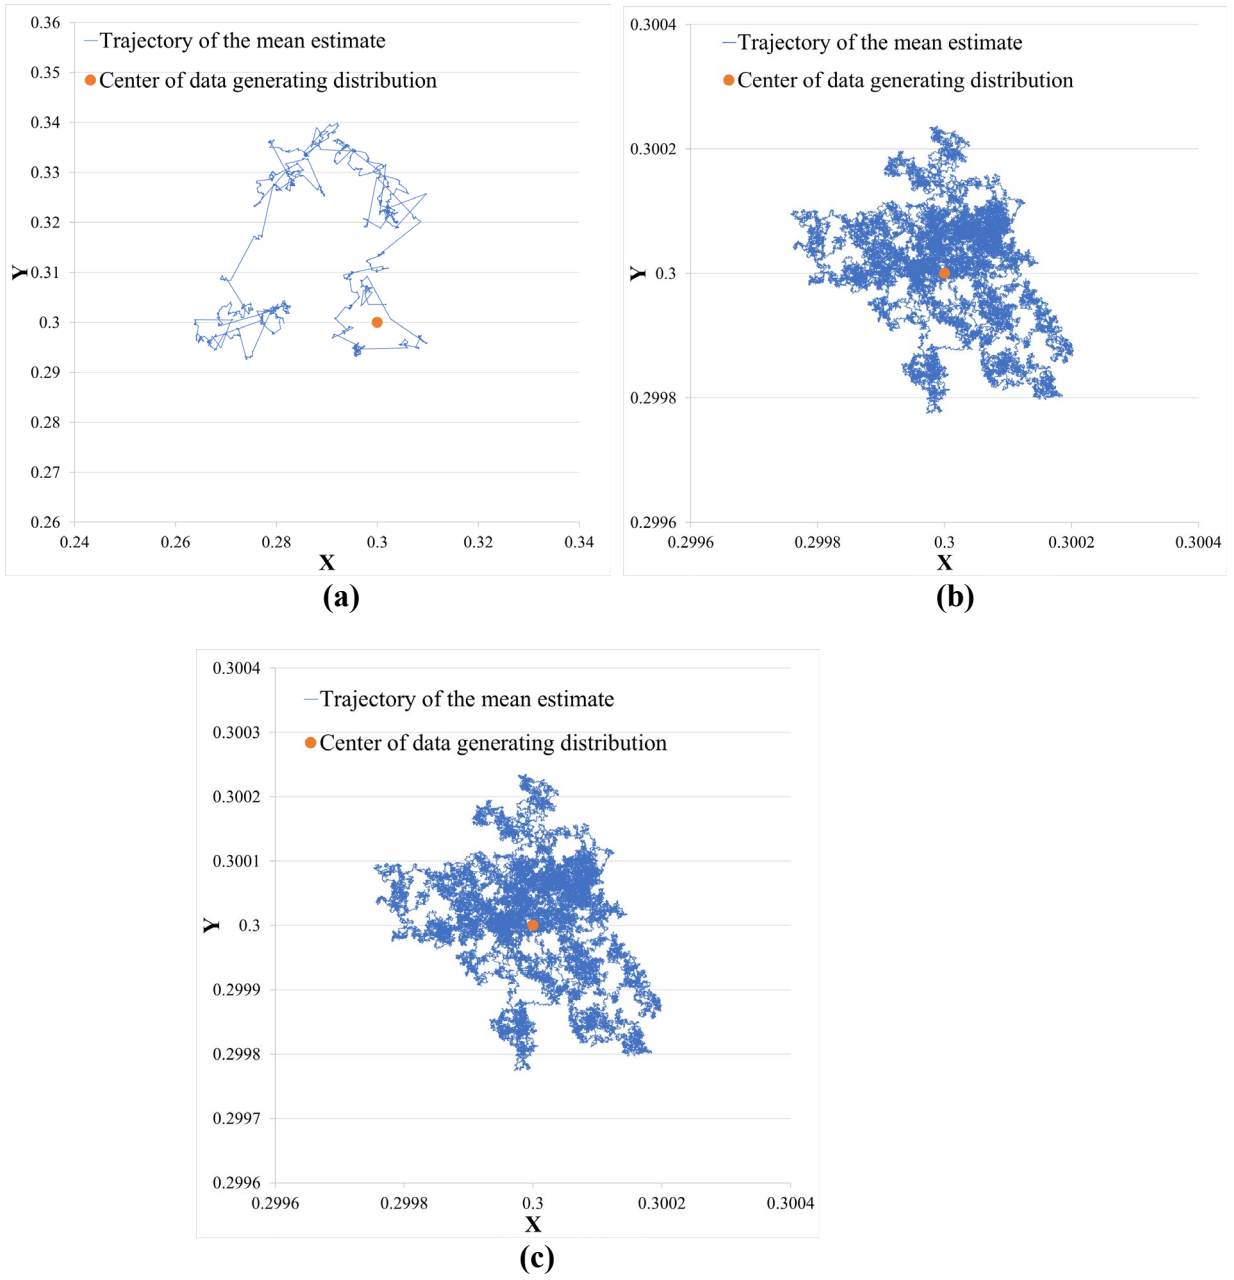 0.36
Trajectory of the mean estimate
0.35
Center of data generating distribution
0.34
0.33
0.32
0.31
Y
0.3
0.29
0.28
0.27
0.26
0.24 0.26 0.28 0.3 0.32 0.34
X
(a)
0.3004
Trajectory of the mean estimate
Center of data generating distribution
0.3002
Y 0.3
0.2998
0.2996
0.2996 0.2998 0.3 0.3002 0.3004
X
(b)
0.3004
Trajectory of the mean estimate
0.3003
Center of data generating distribution
0.3002
0.3001
Y 0.3
0.2999
0.2998
0.2997
0.2996
0.2996 0.2998 0.3 0.3002 0.3004
X
(c)